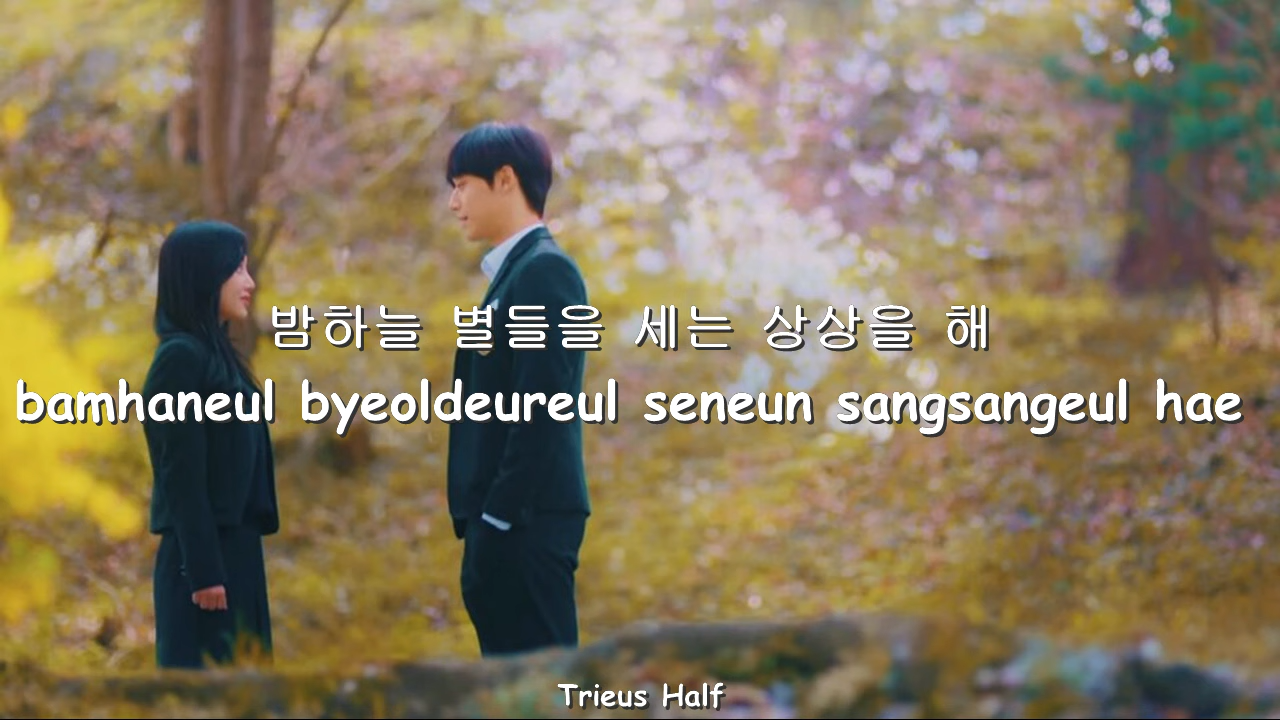 밤하늘 별들을 세는 상상을 해
bamhaneul byeoldeureul seneun sangsangeul hae
Trieus Half